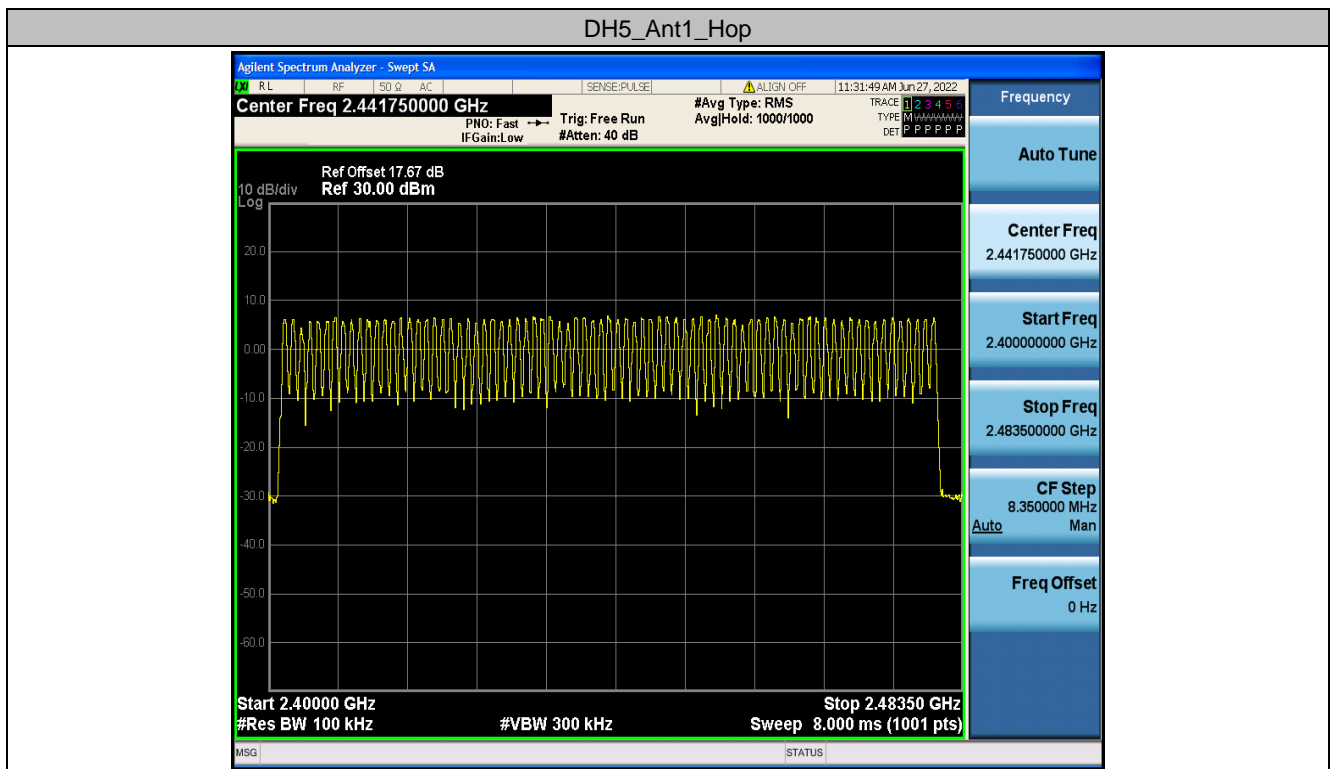 DH5_Ant1_Hop
Agilent Spectrum Analyzer - Swept SA
LXI RL RF 50 Ω AC SENSE:PULSE ALIGN OFF 11:31:49 AM Jun 27, 2022
Center Freq 2.441750000 GHz
PNO: Fast
IFGain:Low
Trig: Free Run
#Atten: 40 dB
#Avg Type: RMS
Avg|Hold: 1000/1000
TRACE 1 2 3 4 5 6
TYPE M
DET P P P P P P
Ref Offset 17.67 dB
10 dB/div Ref 30.00 dBm
Log
20.0
10.0
0.00
-10.0
-20.0
-30.0
-40.0
-50.0
-60.0
Start 2.40000 GHz Stop 2.48350 GHz
#Res BW 100 kHz #VBW 300 kHz Sweep 8.000 ms (1001 pts)
MSG STATUS
Frequency
Auto Tune
Center Freq
2.441750000 GHz
Start Freq
2.400000000 GHz
Stop Freq
2.483500000 GHz
CF Step
8.350000 MHz
Auto Man
Freq Offset
0 Hz